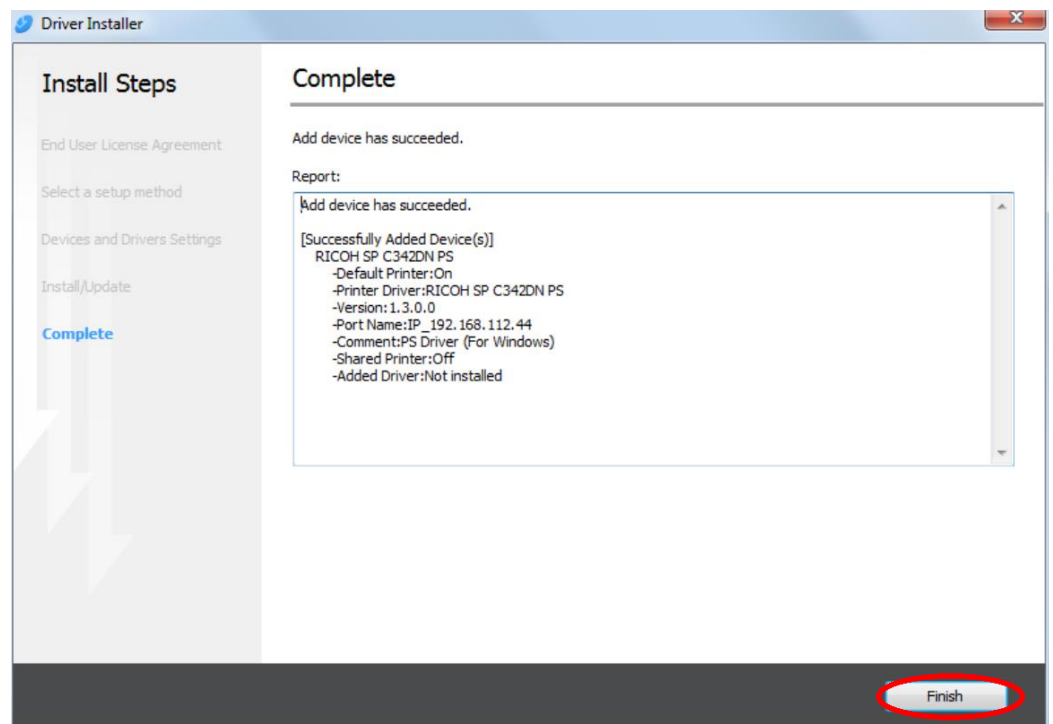 Driver Installer
Install Steps
End User License Agreement
Select a setup method
Devices and Drivers Settings
Install/Update
Complete
Complete
Add device has succeeded.
Report:
Add device has succeeded.
[Successfully Added Device(s)]
RICOH SP C342DN PS
-Default Printer:On
-Printer Driver:RICOH SP C342DN PS
-Version:1.3.0.0
-Port Name:IP_192.168.112.44
-Comment:PS Driver (For Windows)
-Shared Printer:Off
-Added Driver:Not installed
Finish